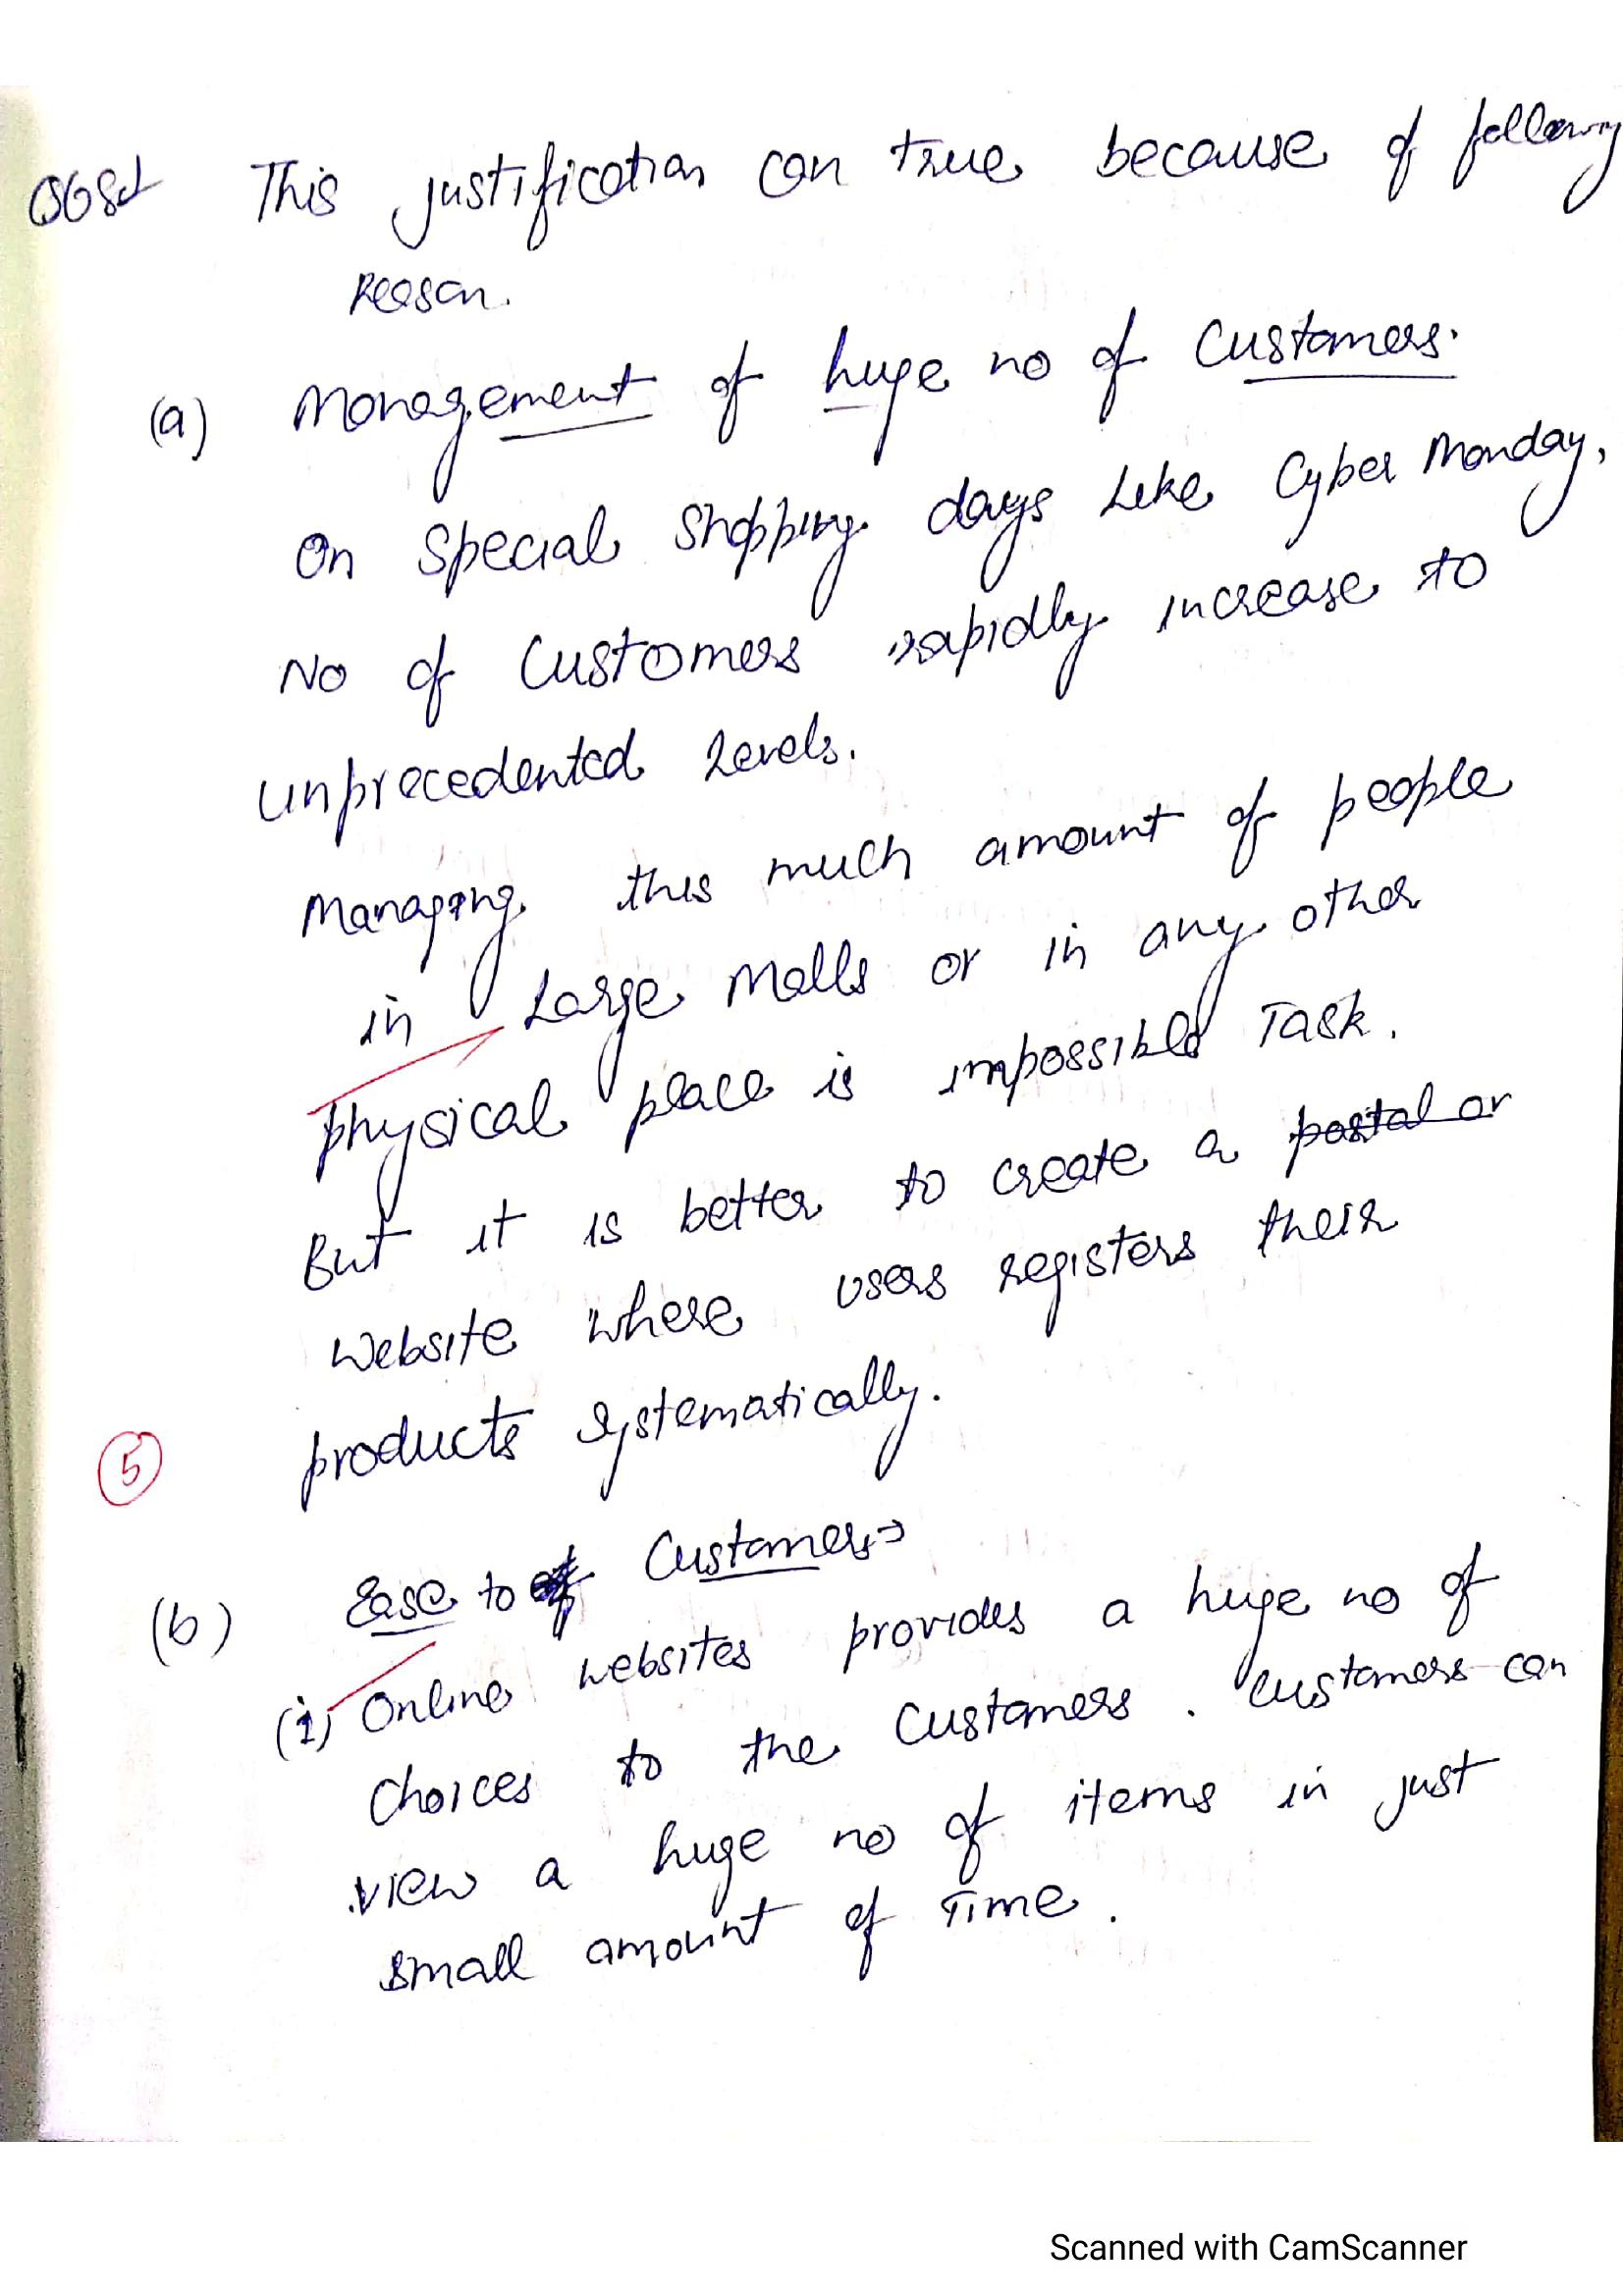 Q6Sol This justification can true because of following
Reason.
(a) Management of huge no of Customers.
On Special Shopping days Like Cyber Monday,
No of Customers rapidly increase to
unprecedented Levels.
Managing this much amount of people
in Large Malls or in any other
physical place is impossible Task.
But it is better to create a postal or
Website where users registers their
products systematically.
5
(b) Ease to Customers⇒
(i) Online websites provides a huge no of
Choices to the Customers. Customers can
view a huge no of items in just
small amount of Time.
Scanned with CamScanner